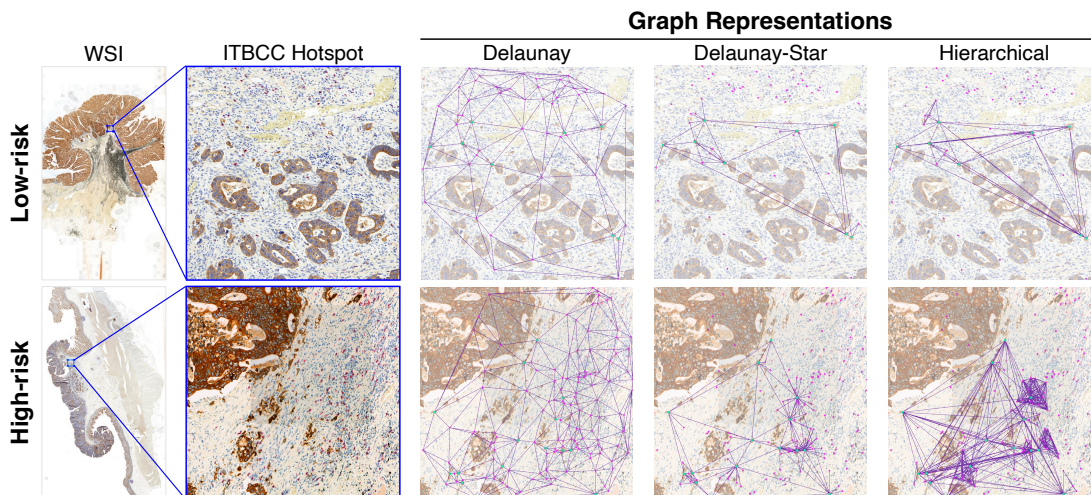 Graph Representations
WSI
ITBCC Hotspot
Delaunay
Delaunay-Star
Hierarchical
Low-risk
High-risk